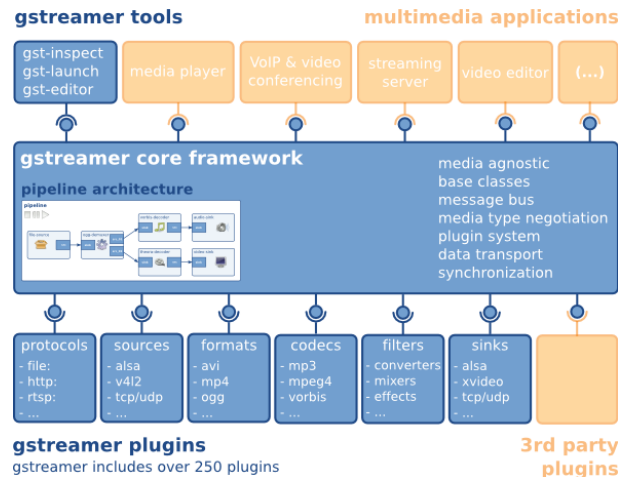 gstreamer tools
multimedia applications
gst-inspect
gst-launch
gst-editor
media player
VoIP & video
conferencing
streaming
server
video editor
(...)
gstreamer core framework
media agnostic
base classes
message bus
media type negotiation
plugin system
data transport
synchronization
pipeline architecture
pipeline
protocols
- file:
- http:
- rtsp:
- ...
sources
- alsa
- v4l2
- tcp/udp
- ...
formats
- avi
- mp4
- ogg
- ...
codecs
- mp3
- mpeg4
- vorbis
- ...
filters
- converters
- mixers
- effects
- ...
sinks
- alsa
- xvideo
- tcp/udp
- ...
gstreamer plugins
gstreamer includes over 250 plugins
3rd party
plugins